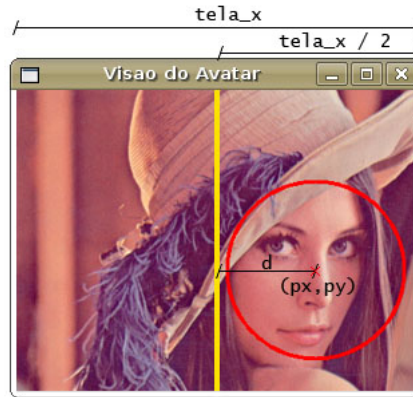 tela_x
tela_x / 2
Visao do Avatar
d
(px,py)